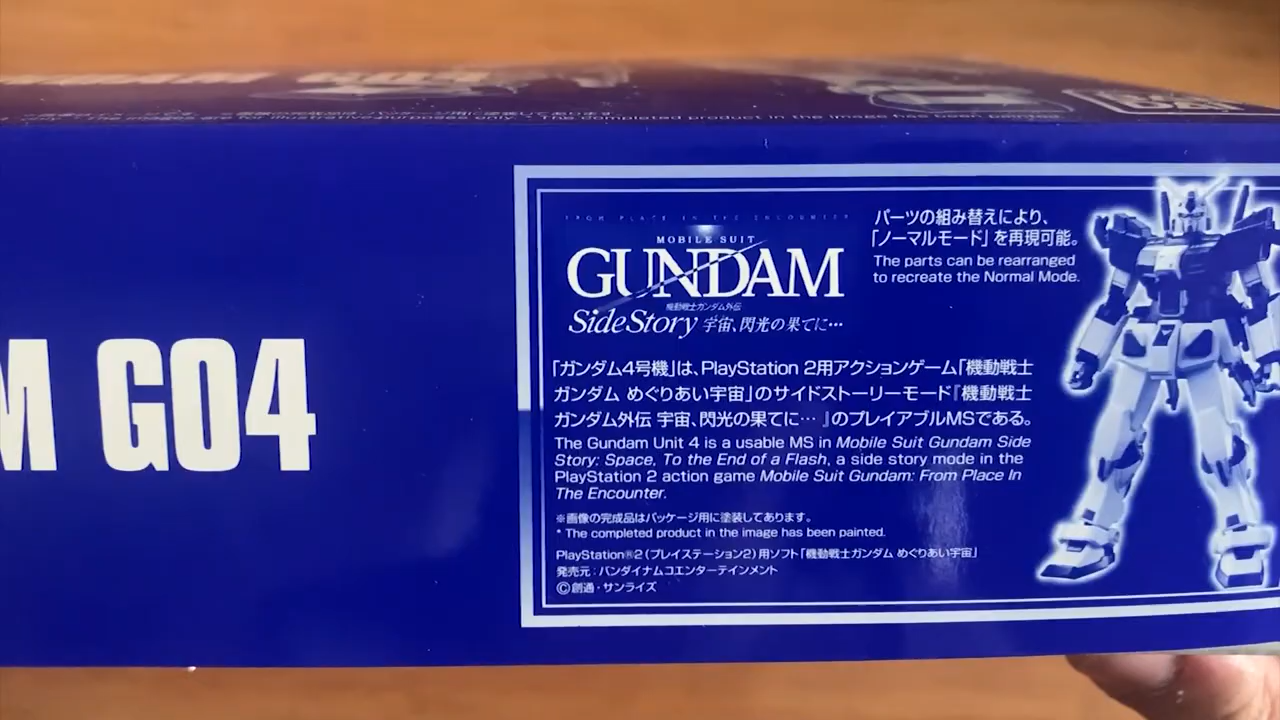 The completed product in the image has been painted.
M G04
FROM PLACE IN THE ENCOUNTER
MOBILE SUIT
GUNDAM
機動戦士ガンダム外伝
Side Story 宇宙、閃光の果てに…
パーツの組み替えにより、
「ノーマルモード」を再現可能。
The parts can be rearranged
to recreate the Normal Mode.
「ガンダム4号機」は、PlayStation 2用アクションゲーム「機動戦士
ガンダム めぐりあい宇宙」のサイドストーリーモード『機動戦士
ガンダム外伝 宇宙、閃光の果てに… 』のプレイアブルMSである。
The Gundam Unit 4 is a usable MS in Mobile Suit Gundam Side
Story: Space, To the End of a Flash, a side story mode in the
PlayStation 2 action game Mobile Suit Gundam: From Place In
The Encounter.
※画像の完成品はパッケージ用に塗装してあります。
* The completed product in the image has been painted.
PlayStation®2(プレイステーション2)用ソフト「機動戦士ガンダム めぐりあい宇宙」
発売元:バンダイナムコエンターテインメント
©創通・サンライズ